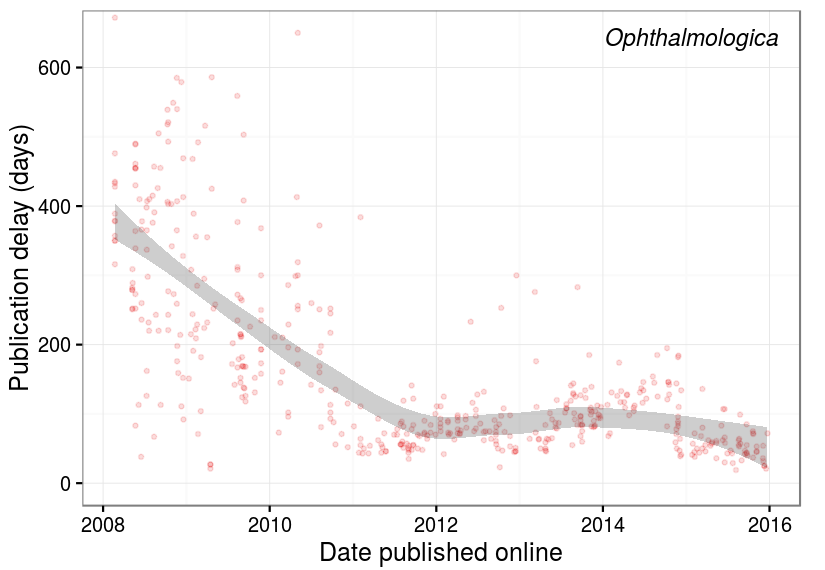 Ophthalmologica
Publication delay (days)
600
400
200
0
2008 2010 2012 2014 2016
Date published online